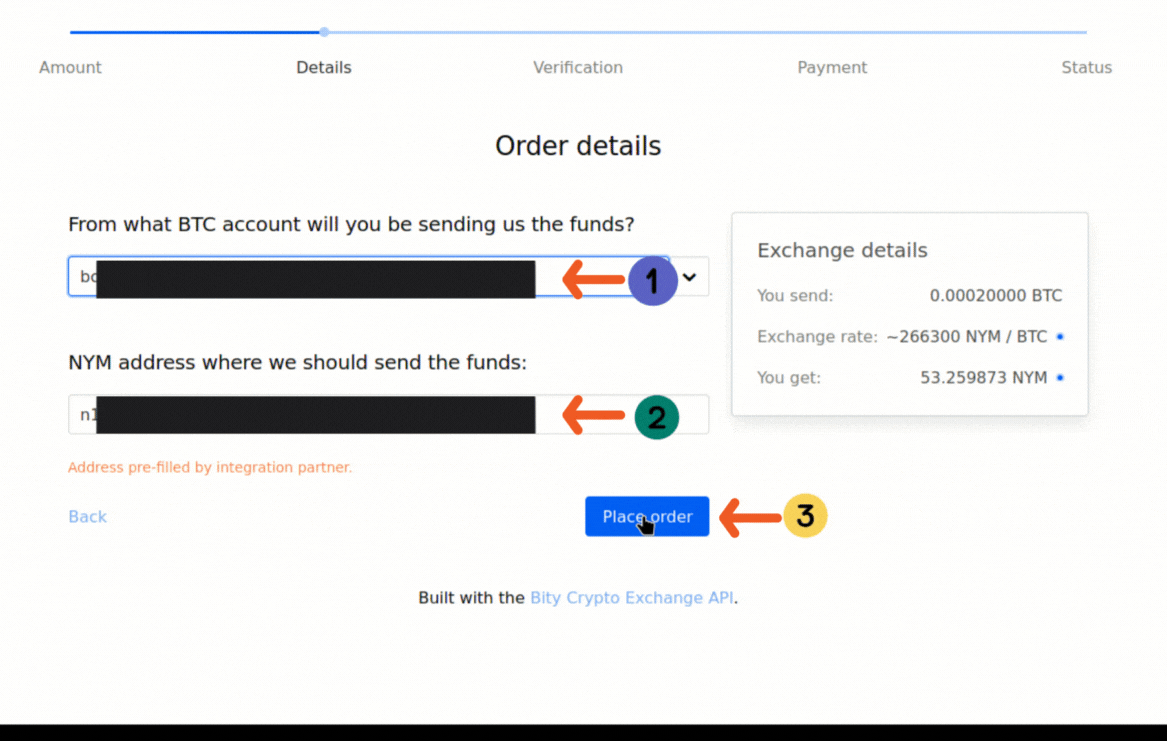 Amount Details Verification Payment Status
Order details
From what BTC account will you be sending us the funds?
bc
1
NYM address where we should send the funds:
n1
2
Address pre-filled by integration partner.
Back
Place order
3
Exchange details
You send: 0.00020000 BTC
Exchange rate: ~266300 NYM / BTC
You get: 53.259873 NYM
Built with the Bity Crypto Exchange API.